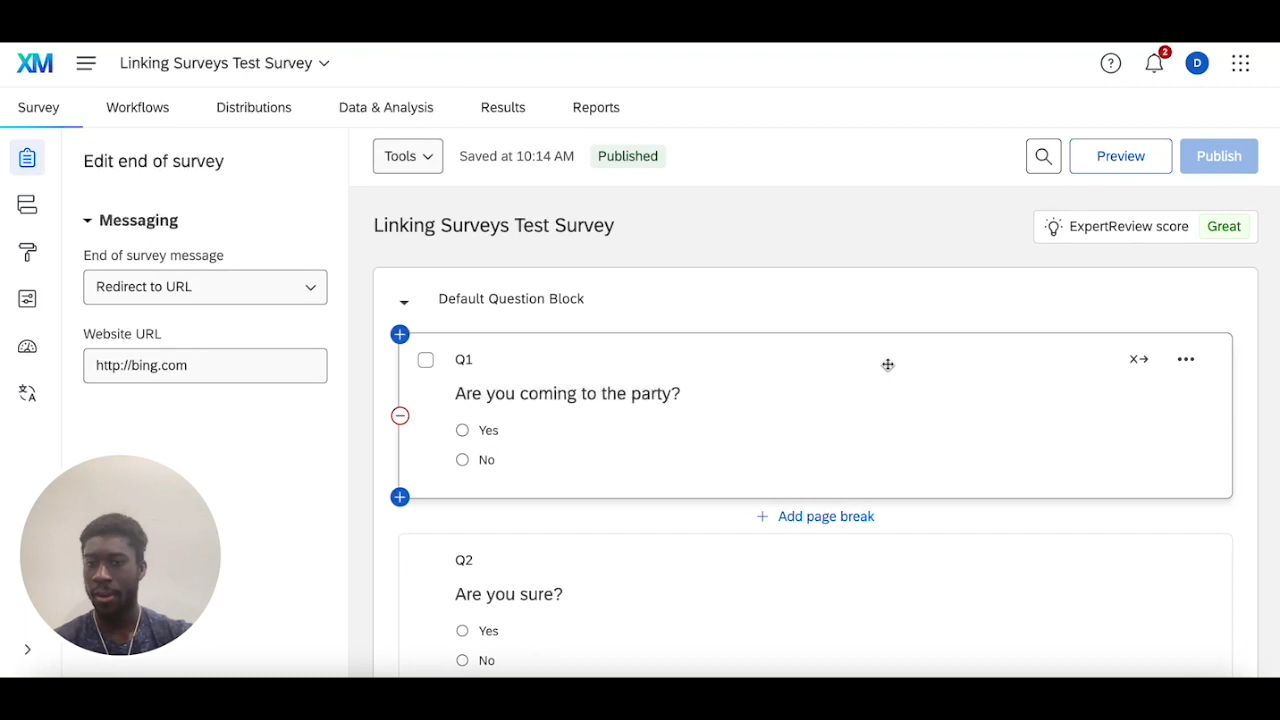 XM
Linking Surveys Test Survey
2
D
Survey
Workflows
Distributions
Data & Analysis
Results
Reports
Edit end of survey
Messaging
End of survey message
Redirect to URL
Website URL
http://bing.com
Tools
Saved at 10:14 AM
Published
Preview
Publish
Linking Surveys Test Survey
ExpertReview score
Great
Default Question Block
Q1
Are you coming to the party?
Yes
No
Add page break
Q2
Are you sure?
Yes
No